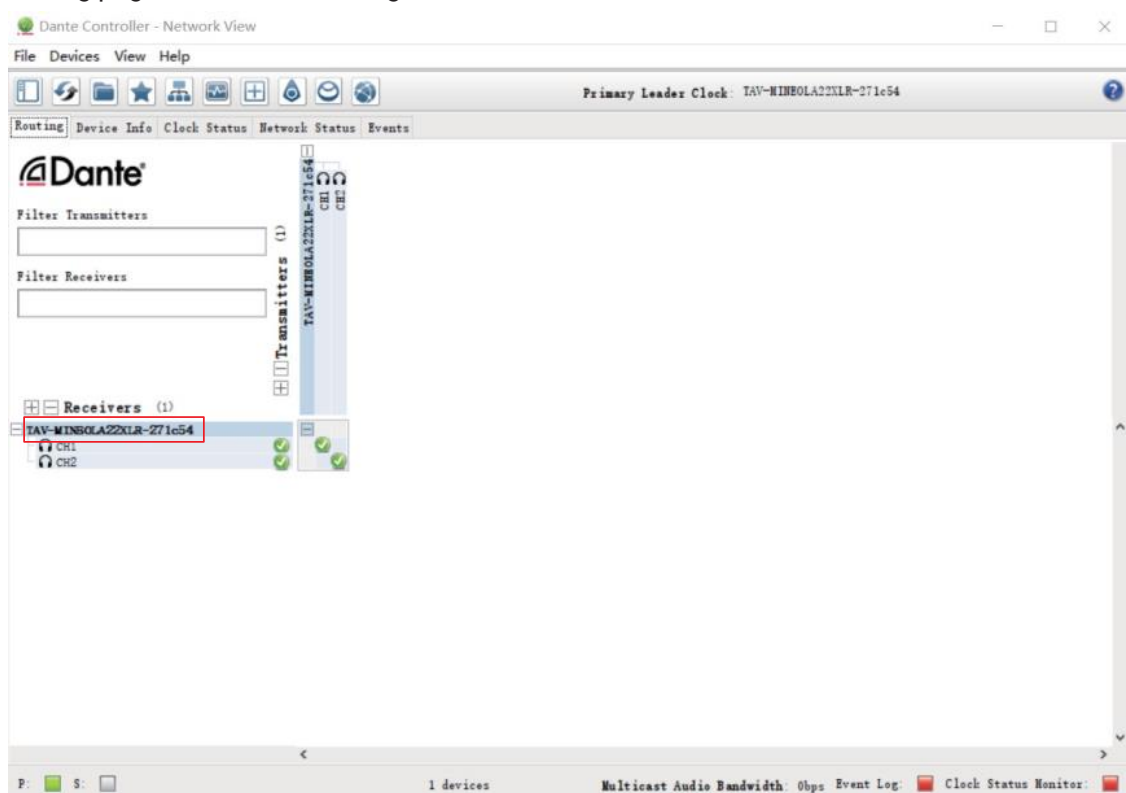 Dante Controller - Network View
File Devices View Help
Primary Leader Clock: TAV-MINBOLA22XLR-271c54
Routing Device Info Clock Status Network Status Events
Dante
Filter Transmitters
Filter Receivers
Transmitters (1)
TAV-MINBOLA22XLR-271c54
CH1
CH2
Receivers (1)
TAV-MINBOLA22XLR-271c54
CH1
CH2
P: S: 1 devices Multicast Audio Bandwidth: 0bps Event Log: Clock Status Monitor: